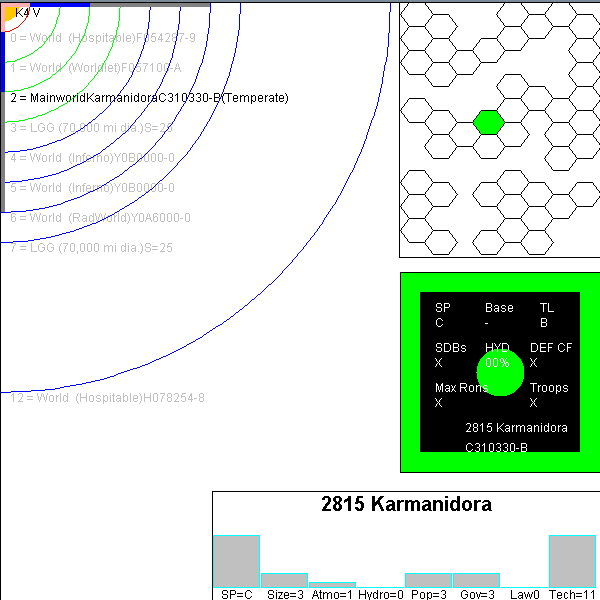 K4 V
0 = World (Hospitable)F654287-9
1 = World (Worldlet)F057100-A
2 = MainworldKarmanidoraC310330-B(Temperate)
3 = LGG (70,000 mi dia.)S=25
4 = World (Inferno)Y0B0000-0
5 = World (Inferno)Y0B0000-0
6 = World (RadWorld)Y0A6000-0
7 = LGG (70,000 mi dia.)S=25
12 = World (Hospitable)H078254-8
SP Base TL
C - B
SDBs HYD DEF CF
X 00% X
Max Rons Troops
X X
2815 Karmanidora
C310330-B
2815 Karmanidora
SP=C Size=3 Atmo=1 Hydro=0 Pop=3 Gov=3 Law0 Tech=11